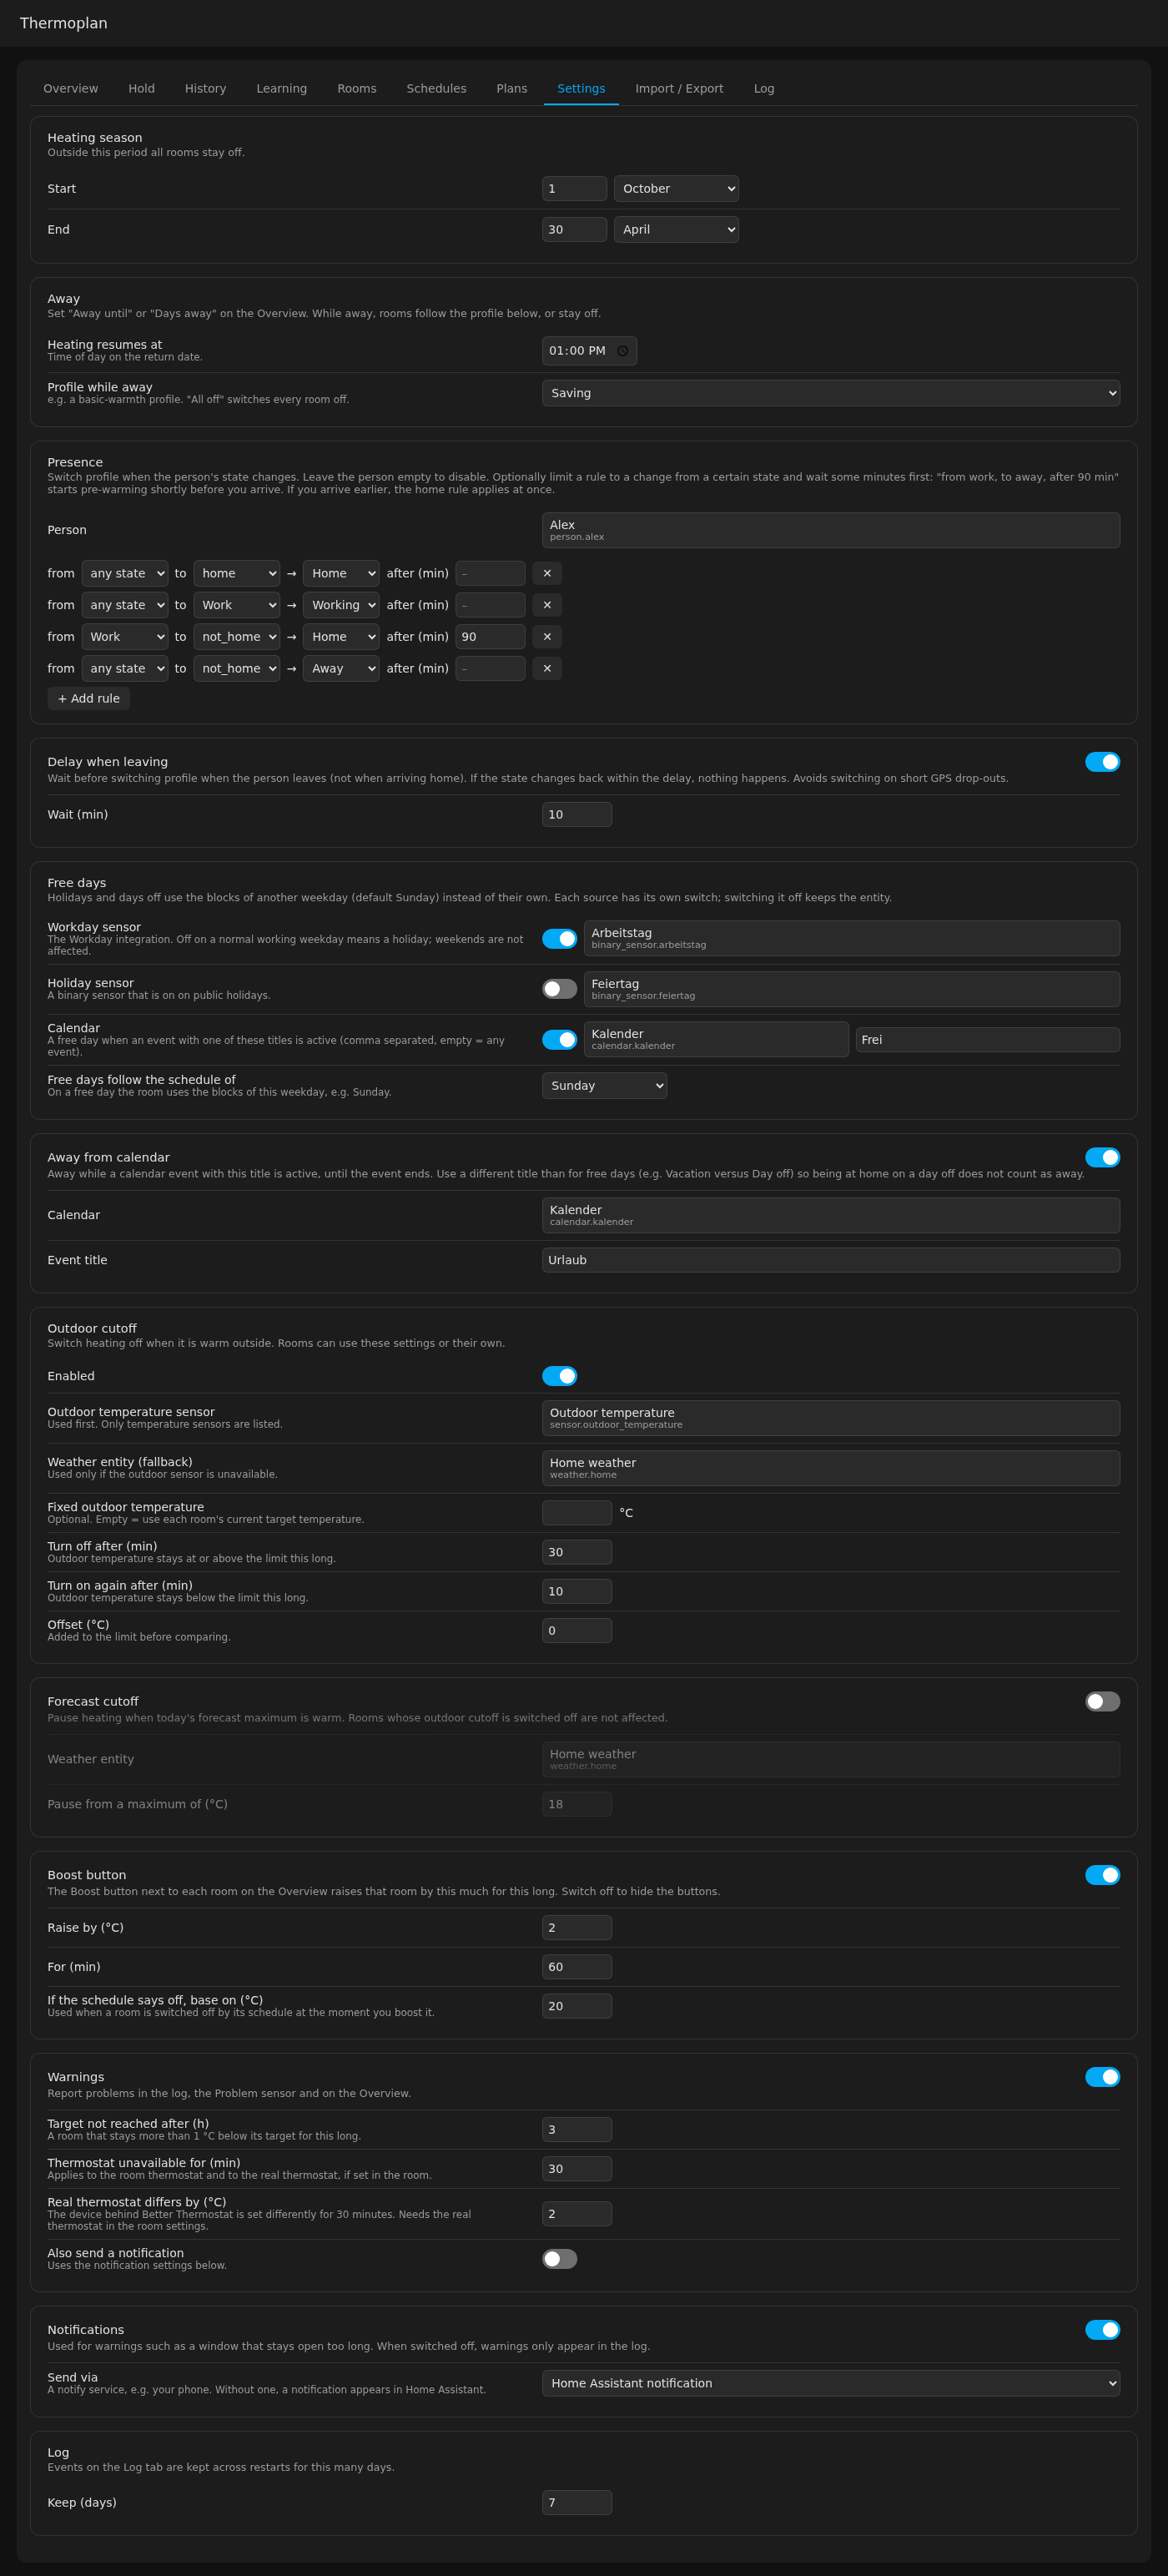 Thermoplan
Overview Hold History Learning Rooms Schedules Plans Settings Import / Export Log
Heating season
Outside this period all rooms stay off.
Start 1 October
End 30 April
Away
Set "Away until" or "Days away" on the Overview. While away, rooms follow the profile below, or stay off.
Heating resumes at
Time of day on the return date.
01:00 PM
Profile while away
e.g. a basic-warmth profile. "All off" switches every room off.
Saving
Presence
Switch profile when the person's state changes. Leave the person empty to disable. Optionally limit a rule to a change from a certain state and wait some minutes first: "from work, to away, after 90 min"
starts pre-warming shortly before you arrive. If you arrive earlier, the home rule applies at once.
Person
Alex
person.alex
from any state to home → Home after (min) – ✕
from any state to Work → Working after (min) – ✕
from Work to not_home → Home after (min) 90 ✕
from any state to not_home → Away after (min) – ✕
+ Add rule
Delay when leaving
Wait before switching profile when the person leaves (not when arriving home). If the state changes back within the delay, nothing happens. Avoids switching on short GPS drop-outs.
Wait (min) 10
Free days
Holidays and days off use the blocks of another weekday (default Sunday) instead of their own. Each source has its own switch; switching it off keeps the entity.
Workday sensor
The Workday integration. Off on a normal working weekday means a holiday; weekends are not
affected.
Arbeitstag
binary_sensor.arbeitstag
Holiday sensor
A binary sensor that is on on public holidays.
Feiertag
binary_sensor.feiertag
Calendar
A free day when an event with one of these titles is active (comma separated, empty = any
event).
Kalender
calendar.kalender
Frei
Free days follow the schedule of
On a free day the room uses the blocks of this weekday, e.g. Sunday.
Sunday
Away from calendar
Away while a calendar event with this title is active, until the event ends. Use a different title than for free days (e.g. Vacation versus Day off) so being at home on a day off does not count as away.
Calendar
Kalender
calendar.kalender
Event title Urlaub
Outdoor cutoff
Switch heating off when it is warm outside. Rooms can use these settings or their own.
Enabled
Outdoor temperature sensor
Used first. Only temperature sensors are listed.
Outdoor temperature
sensor.outdoor_temperature
Weather entity (fallback)
Used only if the outdoor sensor is unavailable.
Home weather
weather.home
Fixed outdoor temperature
Optional. Empty = use each room's current target temperature.
°C
Turn off after (min)
Outdoor temperature stays at or above the limit this long.
30
Turn on again after (min)
Outdoor temperature stays below the limit this long.
10
Offset (°C)
Added to the limit before comparing.
0
Forecast cutoff
Pause heating when today's forecast maximum is warm. Rooms whose outdoor cutoff is switched off are not affected.
Weather entity
Home weather
weather.home
Pause from a maximum of (°C) 18
Boost button
The Boost button next to each room on the Overview raises that room by this much for this long. Switch off to hide the buttons.
Raise by (°C) 2
For (min) 60
If the schedule says off, base on (°C)
Used when a room is switched off by its schedule at the moment you boost it.
20
Warnings
Report problems in the log, the Problem sensor and on the Overview.
Target not reached after (h)
A room that stays more than 1 °C below its target for this long.
3
Thermostat unavailable for (min)
Applies to the room thermostat and to the real thermostat, if set in the room.
30
Real thermostat differs by (°C)
The device behind Better Thermostat is set differently for 30 minutes. Needs the real
thermostat in the room settings.
2
Also send a notification
Uses the notification settings below.
Notifications
Used for warnings such as a window that stays open too long. When switched off, warnings only appear in the log.
Send via
A notify service, e.g. your phone. Without one, a notification appears in Home Assistant.
Home Assistant notification
Log
Events on the Log tab are kept across restarts for this many days.
Keep (days) 7